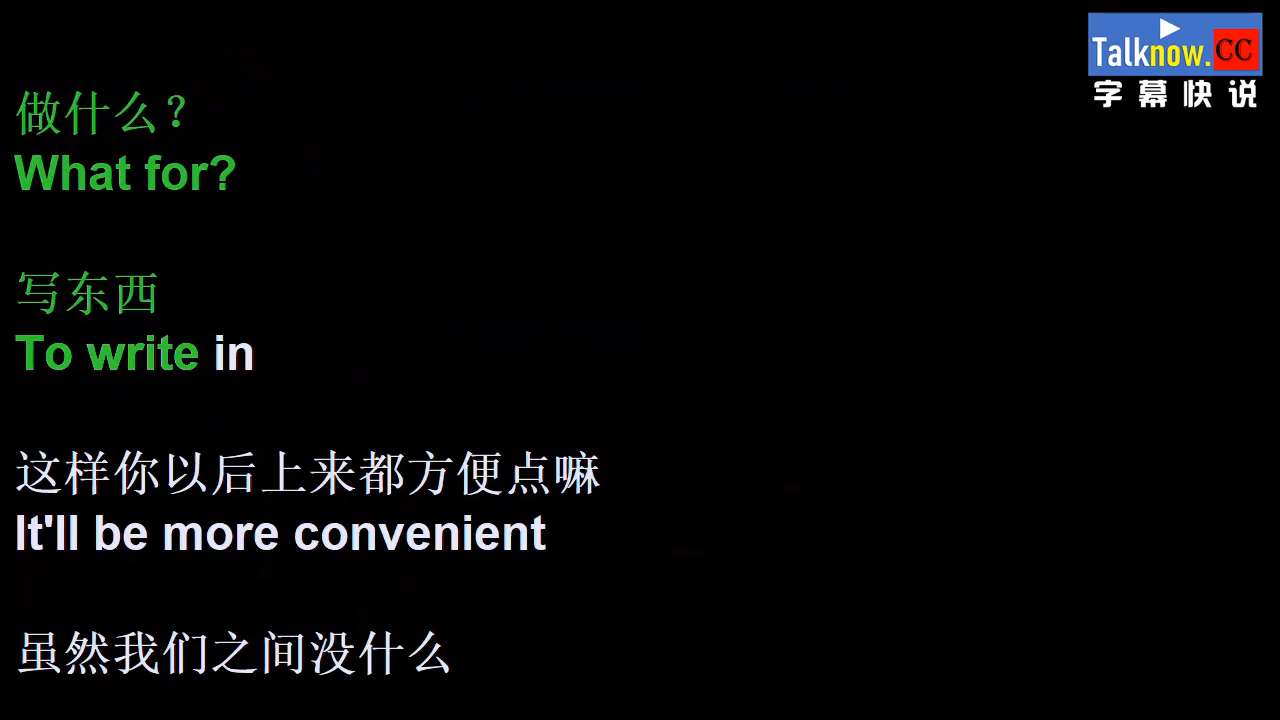 Talknow.CC
字幕快说
做什么？
What for?
写东西
To write in
这样你以后上来都方便点嘛
It'll be more convenient
虽然我们之间没什么